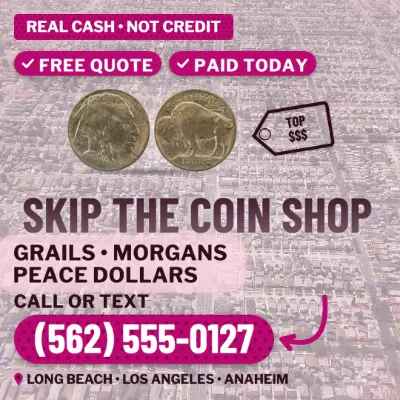 REAL CASH • NOT CREDIT
✓ FREE QUOTE ✓ PAID TODAY
TOP
$$$
SKIP THE COIN SHOP
GRAILS • MORGANS
PEACE DOLLARS
CALL OR TEXT
(562) 555-0127
LONG BEACH • LOS ANGELES • ANAHEIM